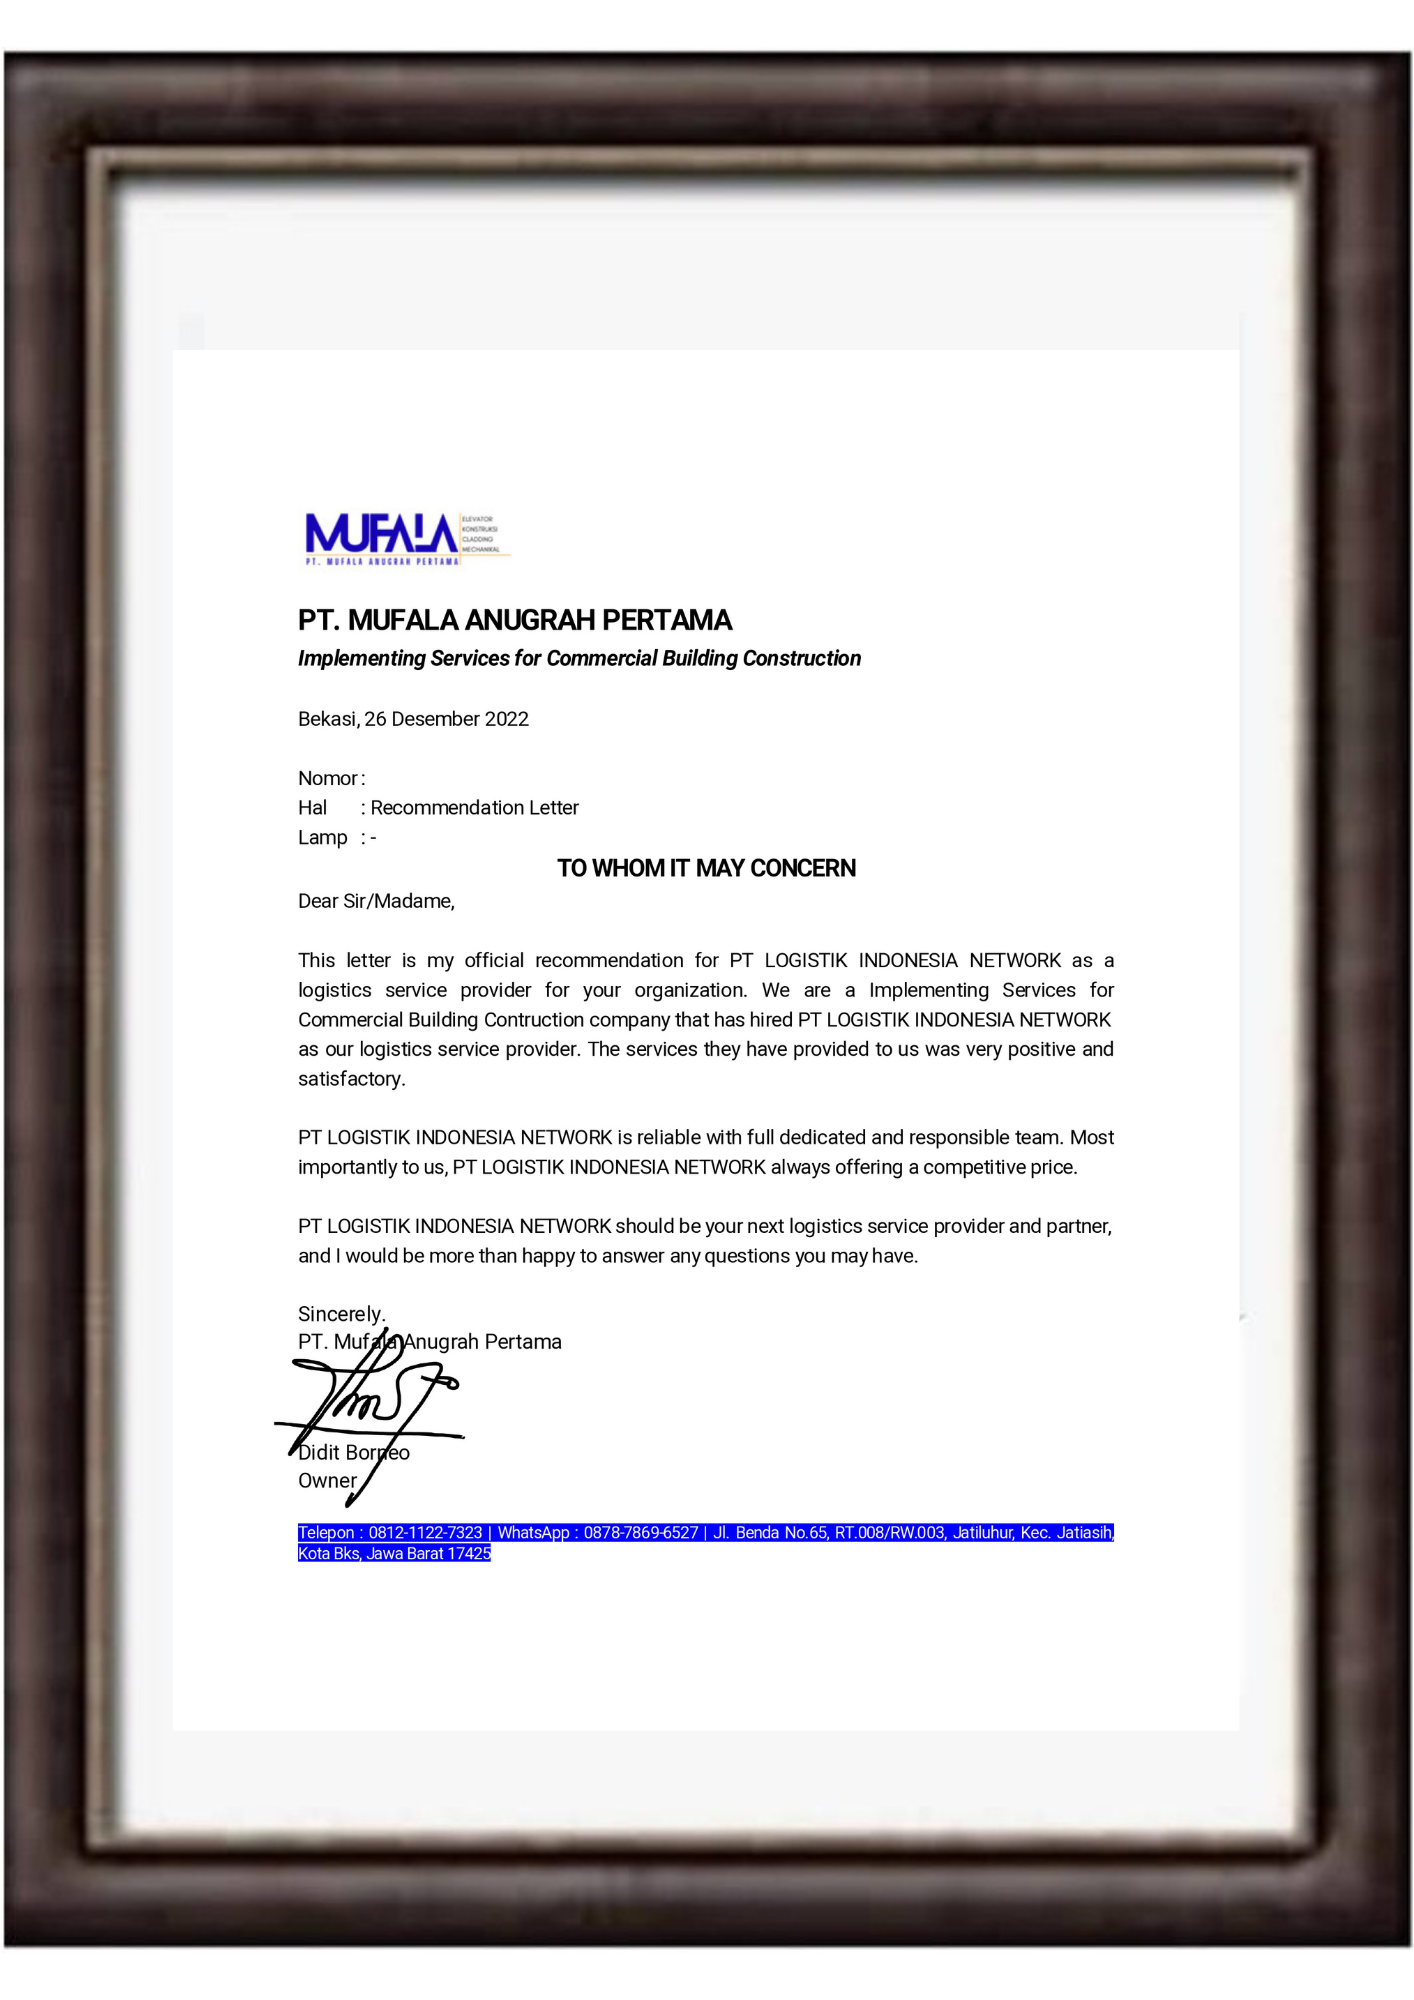 MUFALA
ELEVATOR
KONSTRUKSI
CLADDING
MECHANIKAL
PT. MUFALA ANUGRAH PERTAMA
PT. MUFALA ANUGRAH PERTAMA
Implementing Services for Commercial Building Construction
Bekasi, 26 Desember 2022
Nomor :
Hal : Recommendation Letter
Lamp : -
TO WHOM IT MAY CONCERN
Dear Sir/Madame,
This letter is my official recommendation for PT LOGISTIK INDONESIA NETWORK as a
logistics service provider for your organization. We are a Implementing Services for
Commercial Building Contruction company that has hired PT LOGISTIK INDONESIA NETWORK
as our logistics service provider. The services they have provided to us was very positive and
satisfactory.
PT LOGISTIK INDONESIA NETWORK is reliable with full dedicated and responsible team. Most
importantly to us, PT LOGISTIK INDONESIA NETWORK always offering a competitive price.
PT LOGISTIK INDONESIA NETWORK should be your next logistics service provider and partner,
and I would be more than happy to answer any questions you may have.
Sincerely.
PT. Mufala Anugrah Pertama
Didit Borneo
Owner
Telepon : 0812-1122-7323 | WhatsApp : 0878-7869-6527 | Jl. Benda No.65, RT.008/RW.003, Jatiluhur, Kec. Jatiasih,
Kota Bks, Jawa Barat 17425